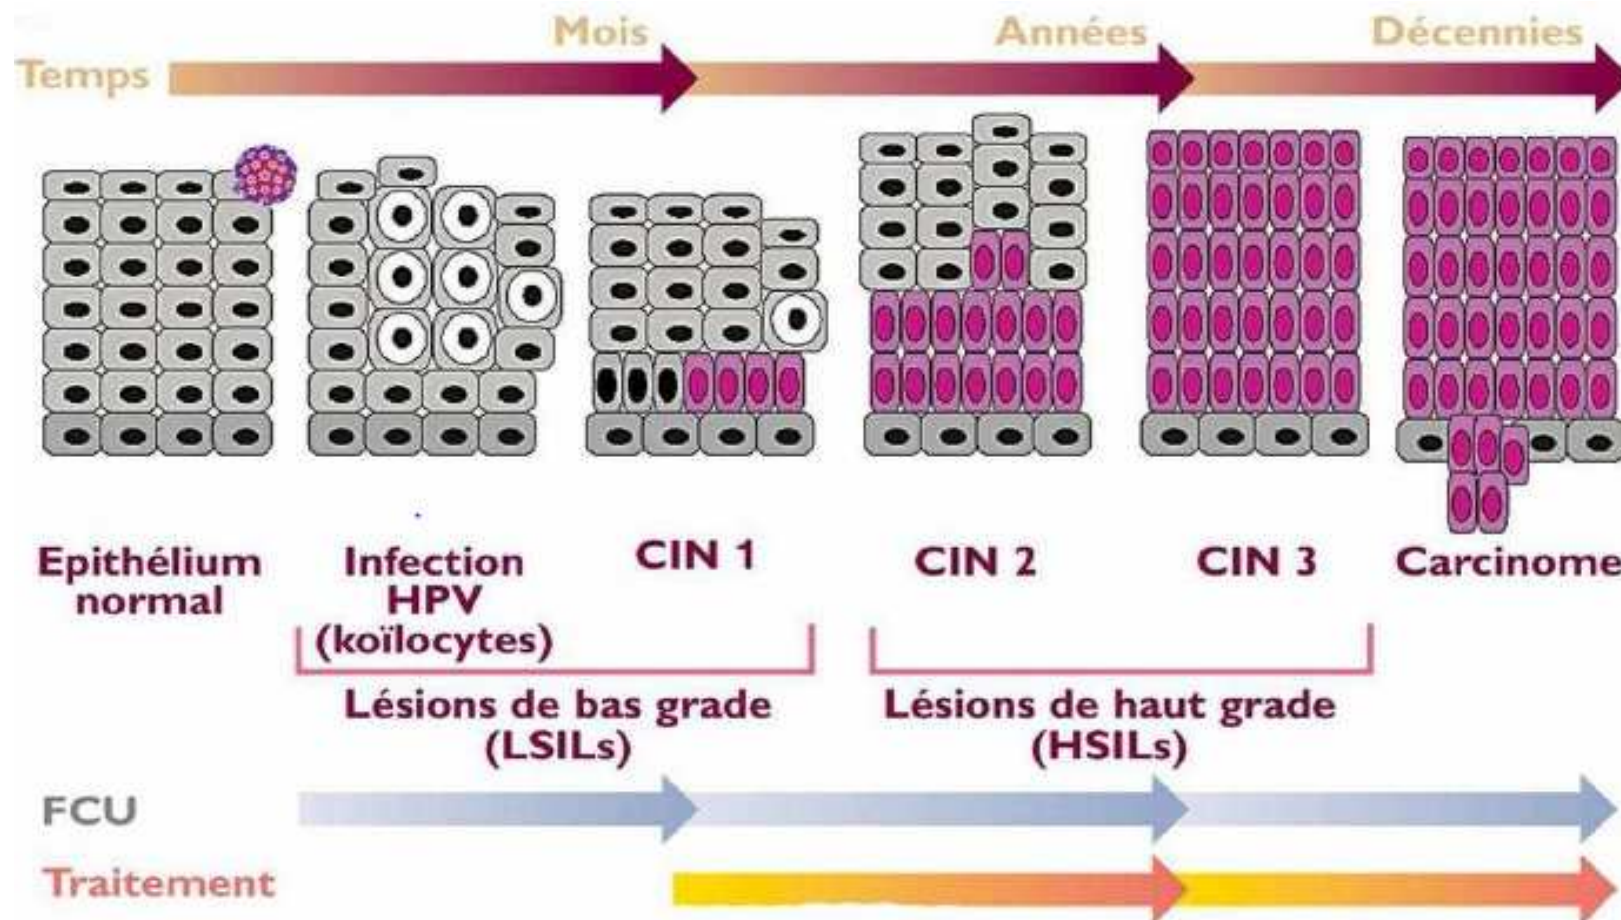 Mois
Années
Décennies
Temps
Epithélium
normal
Infection
HPV
(koïlocytes)
CIN 1
CIN 2
CIN 3
Carcinome
Lésions de bas grade
(LSILs)
Lésions de haut grade
(HSILs)
FCU
Traitement